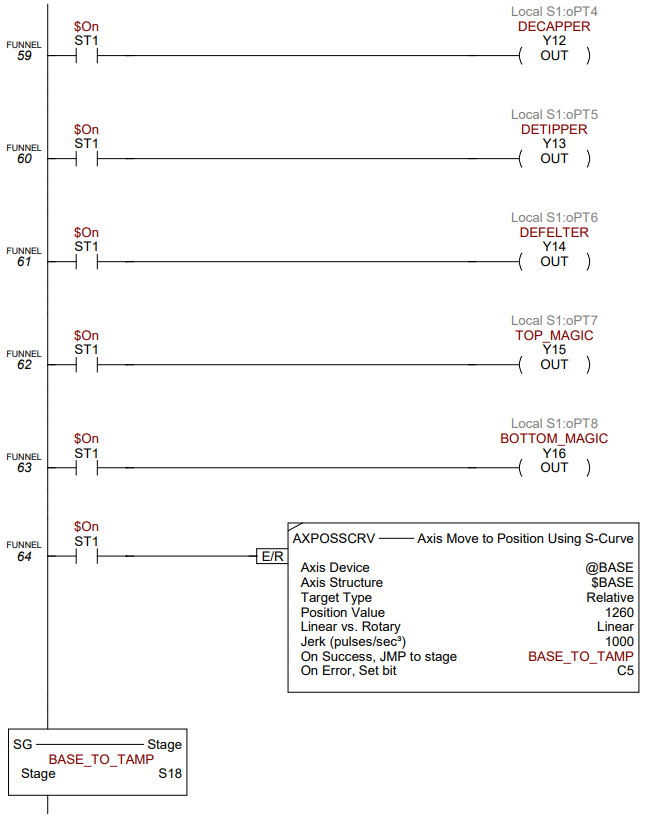 Local S1:oPT4
$On DECAPPER
FUNNEL ST1 Y12
59 OUT
Local S1:oPT5
$On DETIPPER
FUNNEL ST1 Y13
60 OUT
Local S1:oPT6
$On DEFELTER
FUNNEL ST1 Y14
61 OUT
Local S1:oPT7
$On TOP_MAGIC
FUNNEL ST1 Y15
62 OUT
Local S1:oPT8
$On BOTTOM_MAGIC
FUNNEL ST1 Y16
63 OUT
$On
FUNNEL ST1
64 E/R
AXPOSSCRV Axis Move to Position Using S-Curve
Axis Device @BASE
Axis Structure $BASE
Target Type Relative
Position Value 1260
Linear vs. Rotary Linear
Jerk (pulses/sec³) 1000
On Success, JMP to stage BASE_TO_TAMP
On Error, Set bit C5
SG Stage
BASE_TO_TAMP
Stage S18